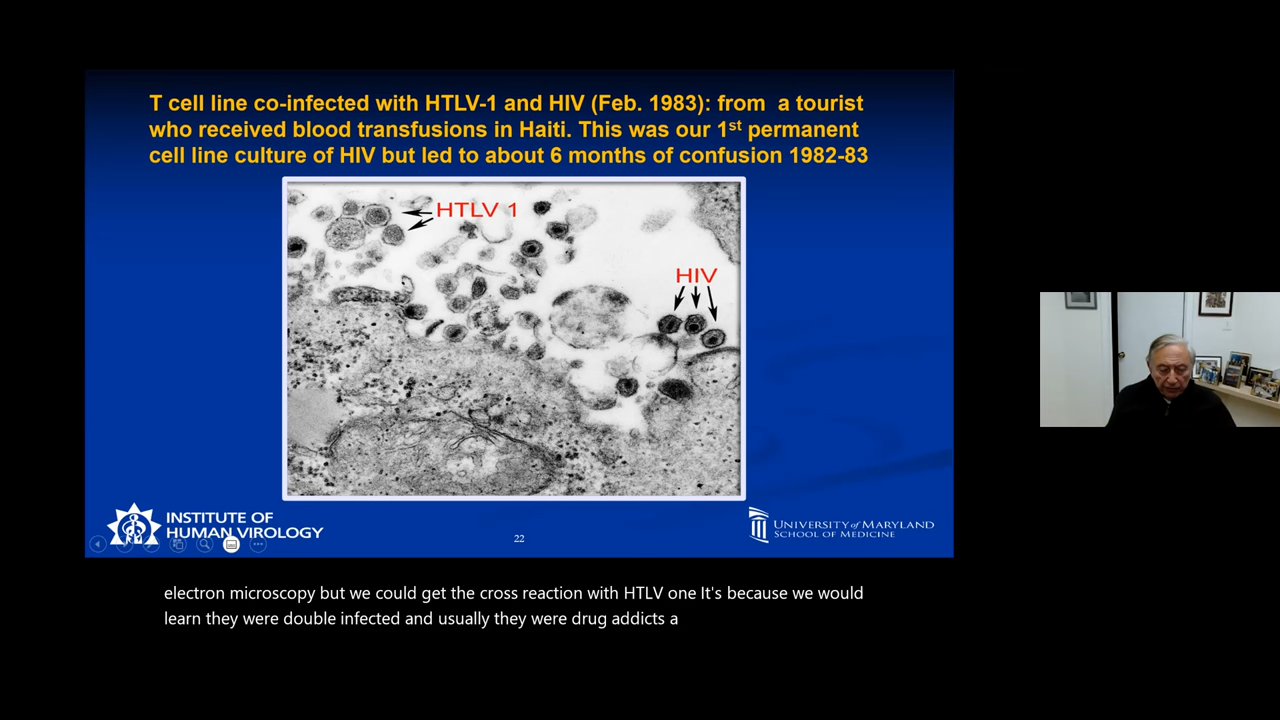 T cell line co-infected with HTLV-1 and HIV (Feb. 1983): from a tourist
who received blood transfusions in Haiti. This was our 1st permanent
cell line culture of HIV but led to about 6 months of confusion 1982-83
HTLV 1
HIV
INSTITUTE OF
HUMAN VIROLOGY
22
UNIVERSITY of MARYLAND
SCHOOL OF MEDICINE
electron microscopy but we could get the cross reaction with HTLV one It's because we would
learn they were double infected and usually they were drug addicts a